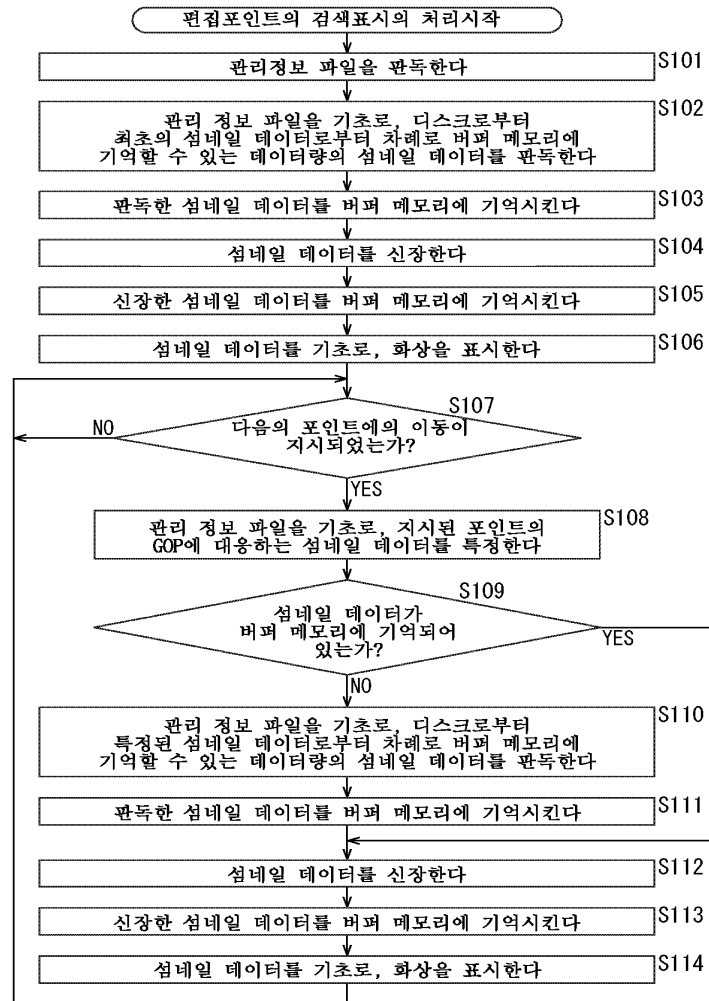 편집포인트의 검색표시의 처리시작
관리정보 파일을 판독한다
S101
관리 정보 파일을 기초로, 디스크로부터
최초의 섬네일 데이터로부터 차례로 버퍼 메모리에
기억할 수 있는 데이터량의 섬네일 데이터를 판독한다
S102
판독한 섬네일 데이터를 버퍼 메모리에 기억시킨다
S103
섬네일 데이터를 신장한다
S104
신장한 섬네일 데이터를 버퍼 메모리에 기억시킨다
S105
섬네일 데이터를 기초로, 화상을 표시한다
S106
S107
다음의 포인트에의 이동이
지시되었는가?
NO
YES
관리 정보 파일을 기초로, 지시된 포인트의
GOP에 대응하는 섬네일 데이터를 특정한다
S108
S109
섬네일 데이터가
버퍼 메모리에 기억되어
있는가?
YES
NO
관리 정보 파일을 기초로, 디스크로부터
특정된 섬네일 데이터로부터 차례로 버퍼 메모리에
기억할 수 있는 데이터량의 섬네일 데이터를 판독한다
S110
판독한 섬네일 데이터를 버퍼 메모리에 기억시킨다
S111
섬네일 데이터를 신장한다
S112
신장한 섬네일 데이터를 버퍼 메모리에 기억시킨다
S113
섬네일 데이터를 기초로, 화상을 표시한다
S114